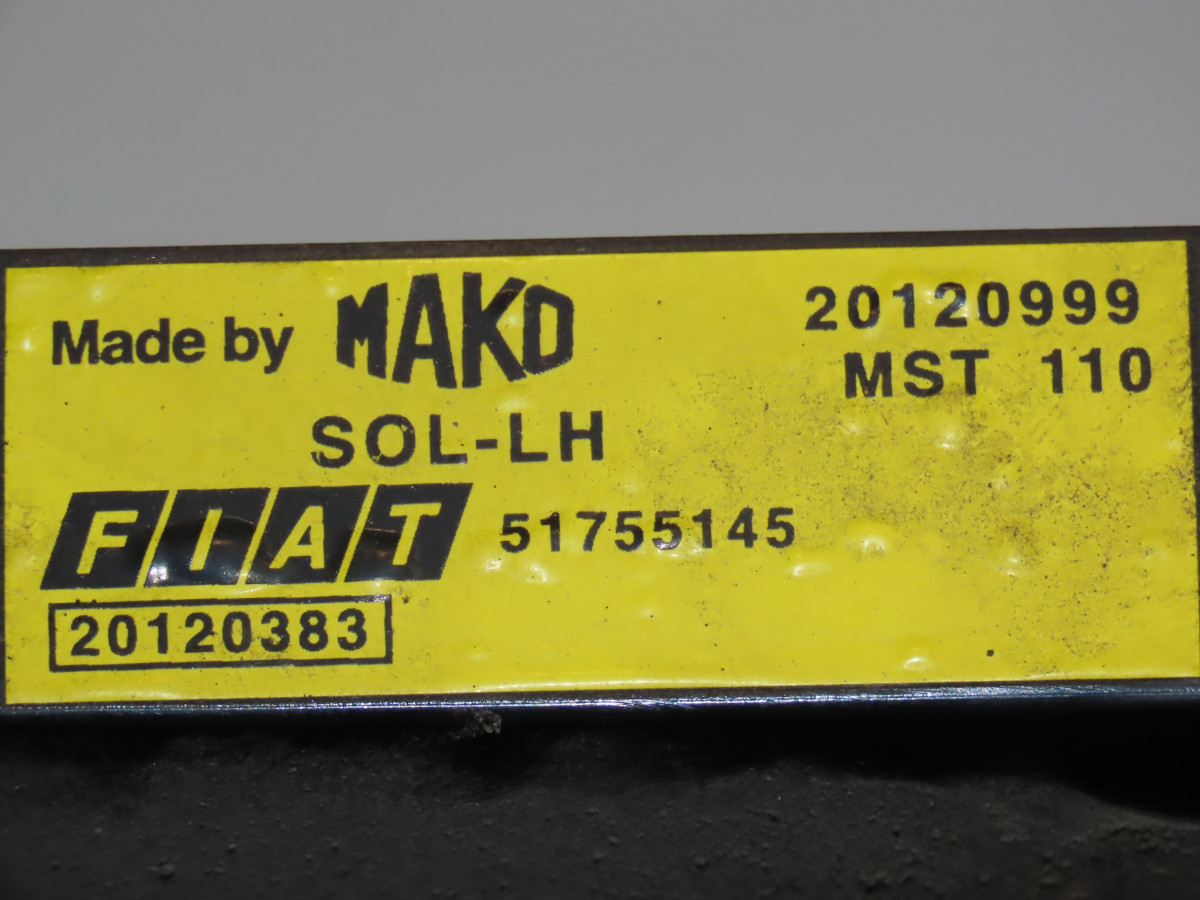 Made by MAKO
20120999
MST 110
SOL-LH
FIAT 51755145
20120383